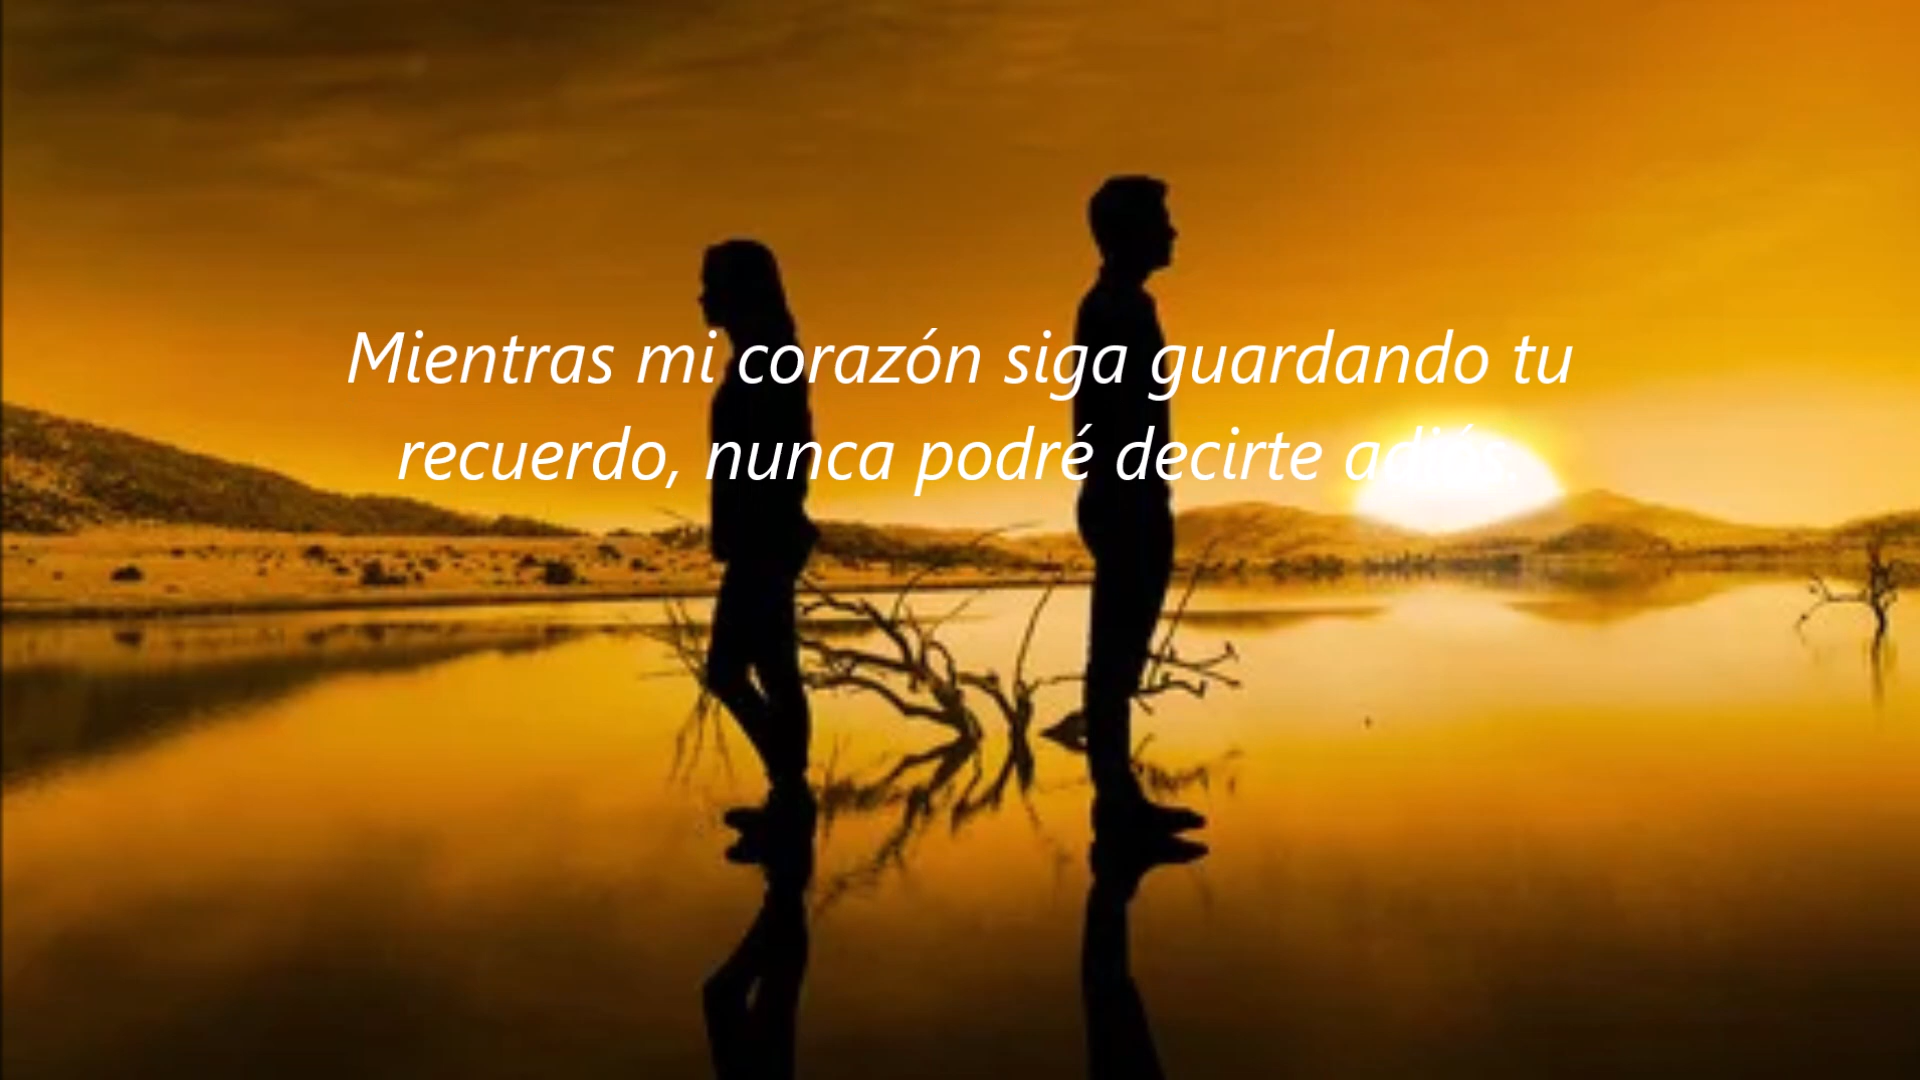 Mientras mi corazón siga guardando tu
recuerdo, nunca podré decirte adiós.